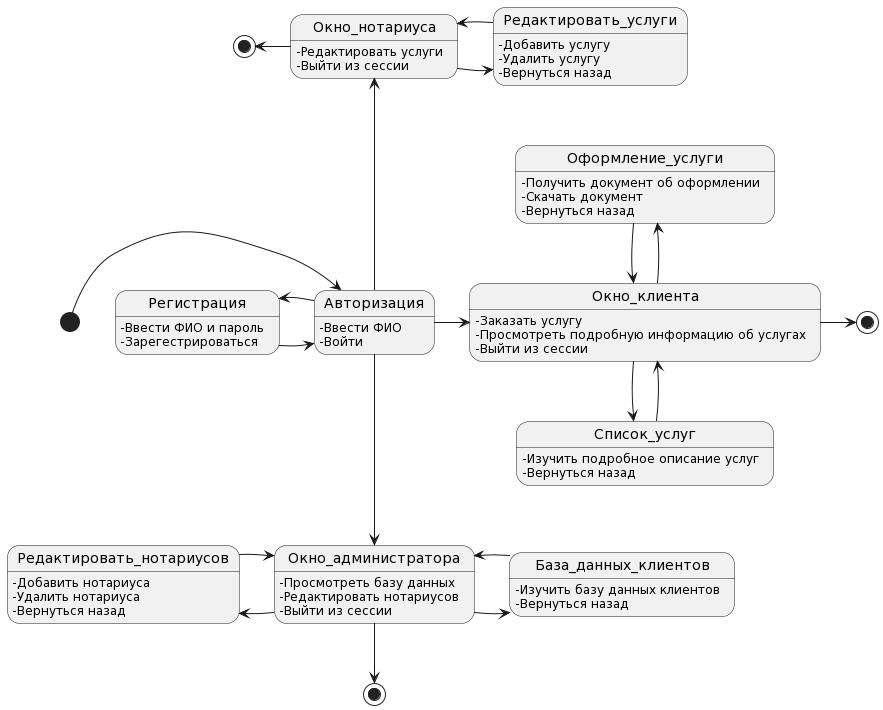 Окно_нотариуса
-Редактировать услуги
-Выйти из сессии
Редактировать_услуги
-Добавить услугу
-Удалить услугу
-Вернуться назад
Оформление_услуги
-Получить документ об оформлении
-Скачать документ
-Вернуться назад
Регистрация
-Ввести ФИО и пароль
-Зарегестрироваться
Авторизация
-Ввести ФИО
-Войти
Окно_клиента
-Заказать услугу
-Просмотреть подробную информацию об услугах
-Выйти из сессии
Список_услуг
-Изучить подробное описание услуг
-Вернуться назад
Редактировать_нотариусов
-Добавить нотариуса
-Удалить нотариуса
-Вернуться назад
Окно_администратора
-Просмотреть базу данных
-Редактировать нотариусов
-Выйти из сессии
База_данных_клиентов
-Изучить базу данных клиентов
-Вернуться назад